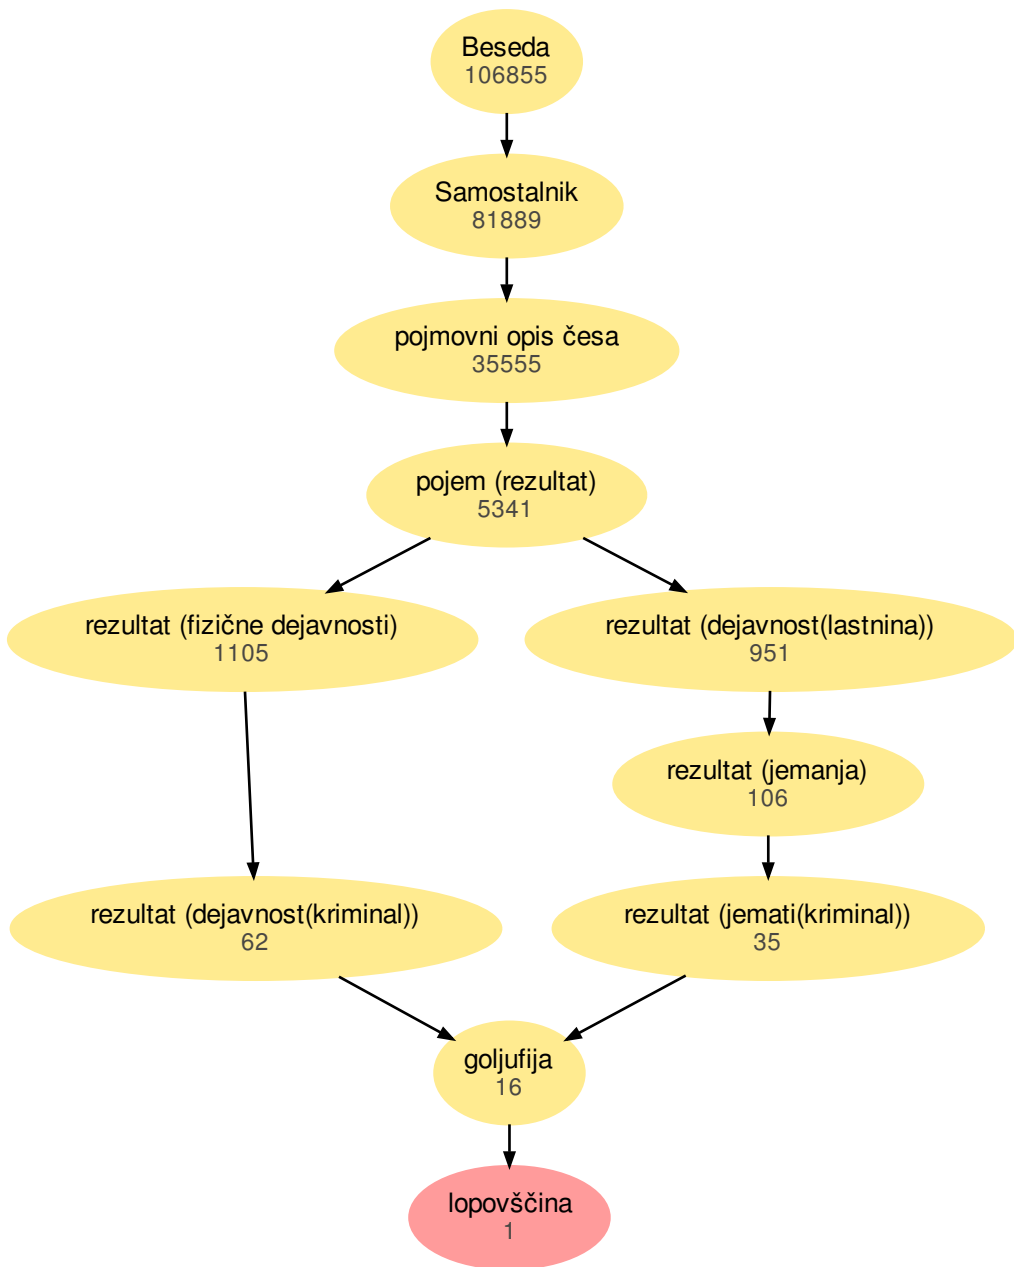 Beseda
106855
Samostalnik
81889
pojmovni opis česa
35555
pojem (rezultat)
5341
rezultat (fizične dejavnosti)
1105
rezultat (dejavnost(lastnina))
951
rezultat (jemanja)
106
rezultat (dejavnost(kriminal))
62
rezultat (jemati(kriminal))
35
goljufija
16
lopovščina
1